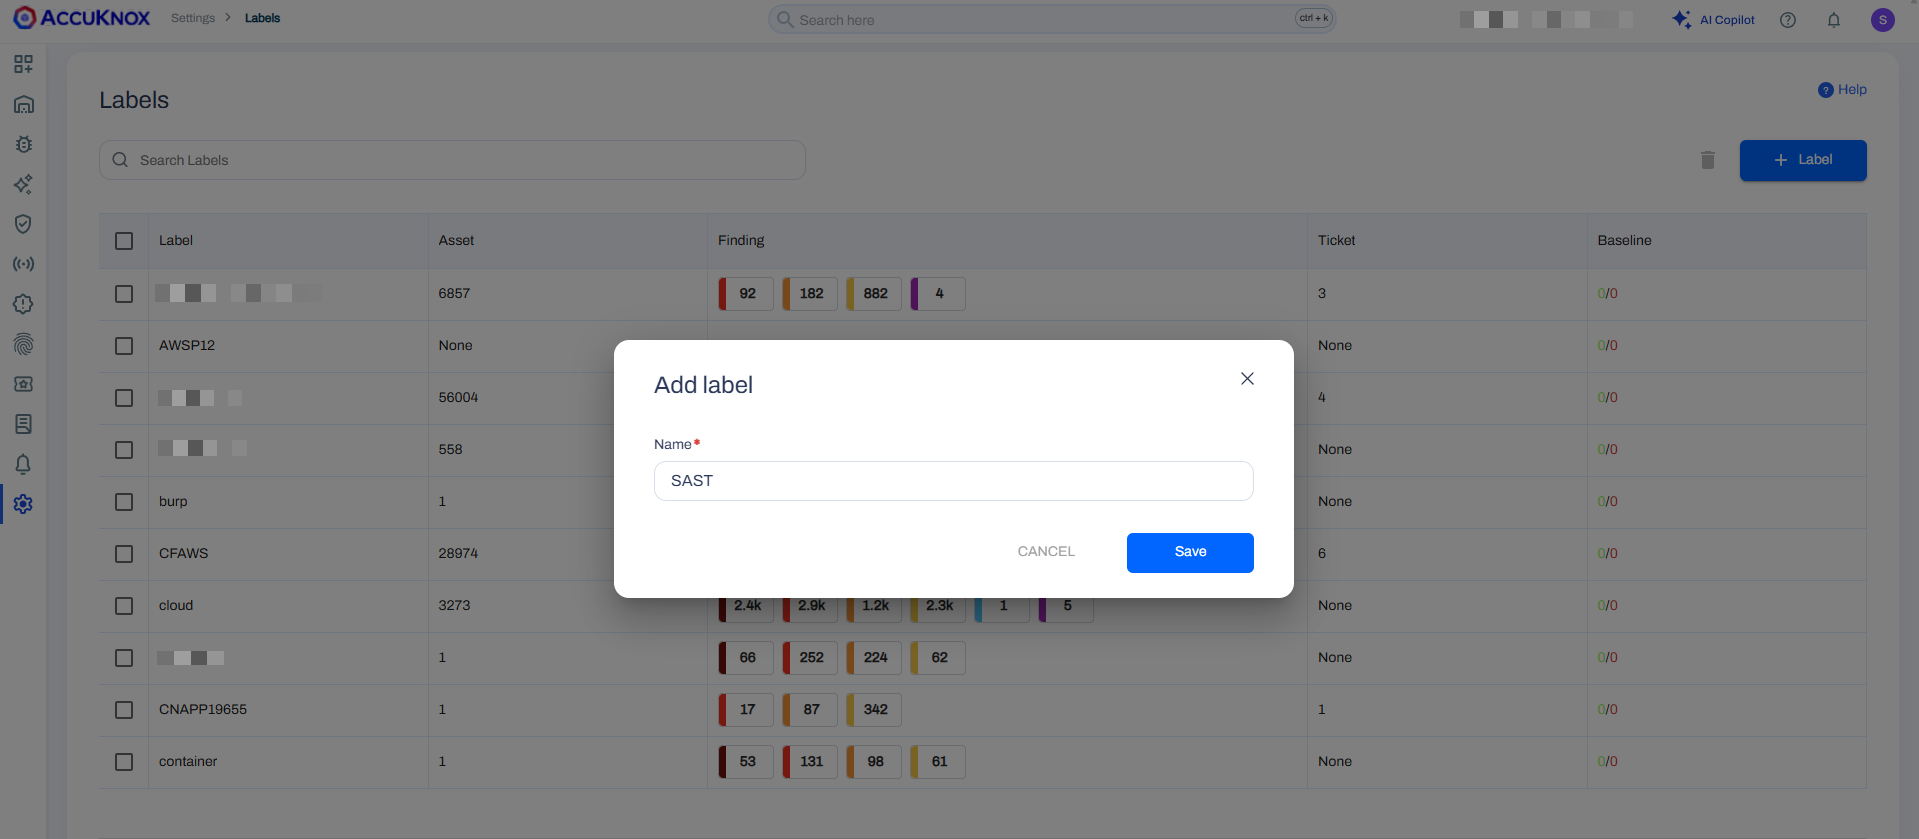 ACCUKNOX Settings > Labels Search here ctrl + k AI Copilot ? S
Labels
? Help
Search Labels
+ Label
Label Asset Finding Ticket Baseline
6857 92 182 882 4 3 0/0
AWSP12 None None 0/0
56004 4 0/0
558 None 0/0
burp 1 None 0/0
CFAWS 28974 6 0/0
cloud 3273 2.4k 2.9k 1.2k 2.3k 1 5 None 0/0
1 66 252 224 62 None 0/0
CNAPP19655 1 17 87 342 1 0/0
container 1 53 131 98 61 None 0/0
Add label
Name*
SAST
CANCEL Save